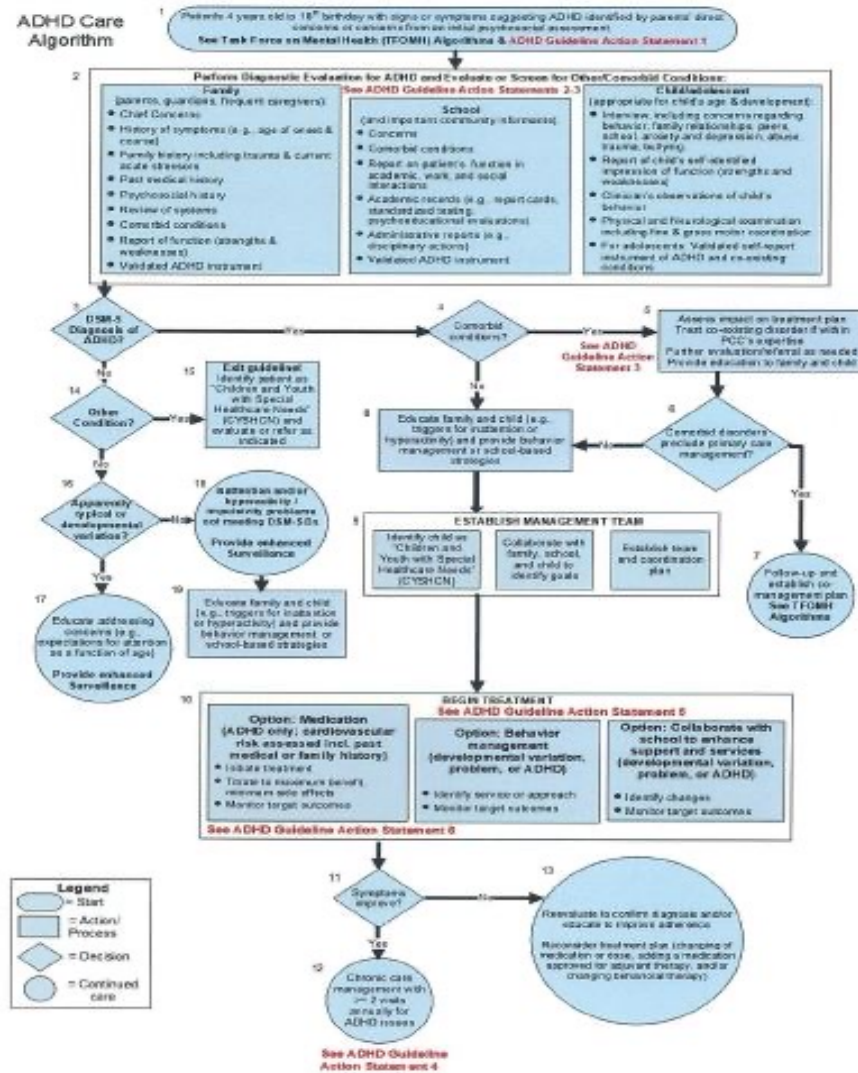 ADHD Care
Algorithm
1
Patients 4 years old to 18th birthday with signs or symptoms suggesting ADHD identified by parents' direct
concerns or concerns from an initial psychosocial assessment
See Task Force on Mental Health (TFOMH) Algorithms & ADHD Guideline Action Statement 1
2
Perform Diagnostic Evaluation for ADHD and Evaluate or Screen for Other/Comorbid Conditions:
See ADHD Guideline Action Statements 2-3
Family
(parents, guardians, frequent caregivers):
Chief Concerns
History of symptoms (e.g., age of onset &
course)
Family history including trauma & current
acute stressors
Past medical history
Psychosocial history
Review of systems
Comorbid conditions
Report of function (strengths &
weaknesses)
Validated ADHD instrument
School
(and important community informants):
Concerns
Comorbid conditions
Report on patient's function in
academic, work, and social
interactions
Academic records (e.g., report cards,
standardized testing,
psychoeducational evaluations)
Administrative reports (e.g.,
disciplinary actions)
Validated ADHD instrument
Child/adolescent
(appropriate for child's age & development):
Interview, including concerns regarding
behavior, family relationships, peers,
school, anxiety and depression, abuse,
trauma, bullying
Report of child's self-identified
impression of function (strengths and
weaknesses)
Clinician's observations of child's
behavior
Physical and Neurological examination
including fine & gross motor coordination
For adolescents: Validated self-report
instrument of ADHD and co-existing
conditions
3
DSM-5
Diagnosis of
ADHD?
Yes
No
4
Comorbid
conditions?
Yes
See ADHD
Guideline Action
Statement 3
No
5
Assess impact on treatment plan
Treat co-existing disorder if within
PCC's expertise
Further evaluation/referral as needed
Provide education to family and child
6
Comorbid disorders
preclude primary care
management?
No
Yes
7
Follow-up and
establish co-
management plan
See TFOMH
Algorithms
8
Educate family and child (e.g.
triggers for inattention or
hyperactivity) and provide behavior
management or school-based
strategies
14
Other
Condition?
Yes
No
15
Exit guideline!
Identify patient as
"Children and Youth
with Special
Healthcare Needs"
(CYSHCN) and
evaluate or refer as
indicated
16
Apparently
typical or
developmental
variation?
No
Yes
18
Inattention and/or
hyperactivity /
impulsivity problems
not meeting DSM-5Dx
Provide enhanced
Surveillance
17
Educate addressing
concerns (e.g.,
expectations for attention
as a function of age)
Provide enhanced
Surveillance
19
Educate family and child
(e.g., triggers for inattention
or hyperactivity) and provide
behavior management, or
school-based strategies
9
ESTABLISH MANAGEMENT TEAM
Identify child as
"Children and
Youth with Special
Healthcare Needs"
(CYSHCN)
Collaborate with
family, school,
and child to
identify goals
Establish team
and coordination
plan
10
BEGIN TREATMENT
See ADHD Guideline Action Statement 5
Option: Medication
(ADHD only; cardiovascular
risk assessed incl. past
medical or family history)
Initiate treatment
Titrate to maximum benefit,
minimum side effects
Monitor target outcomes
Option: Behavior
management
(developmental variation,
problem, or ADHD)
Identify service or approach
Monitor target outcomes
Option: Collaborate with
school to enhance
support and services
(developmental variation,
problem, or ADHD)
Identify changes
Monitor target outcomes
See ADHD Guideline Action Statement 6
11
Symptoms
improve?
No
Yes
12
Chronic care
management with
>= 2 visits
annually for
ADHD issues
See ADHD Guideline
Action Statement 4
13
Reevaluate to confirm diagnosis and/or
educate to improve adherence.
Reconsider treatment plan (changing of
medication or dose, adding a medication
approved for adjuvant therapy, and/or
changing behavioral therapy)
Legend
= Start
= Action/
Process
= Decision
= Continued
care